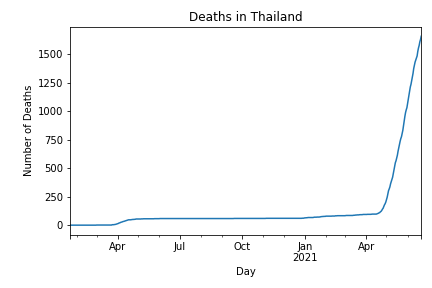 Deaths in Thailand
Number of Deaths
1500
1250
1000
750
500
250
0
Apr
Jul
Oct
Jan
2021
Apr
Day